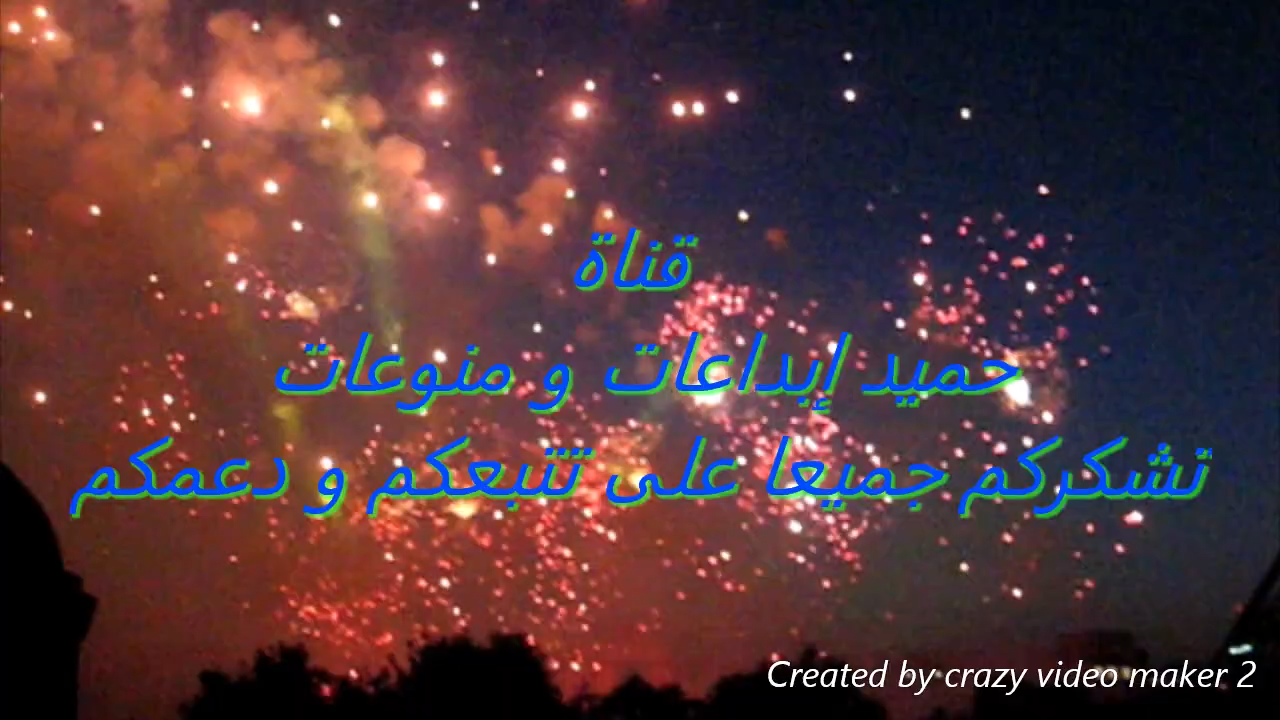 قناة
حميد إبداعات و منوعات
تشكركم جميعا على تتبعكم و دعمكم
Created by crazy video maker 2